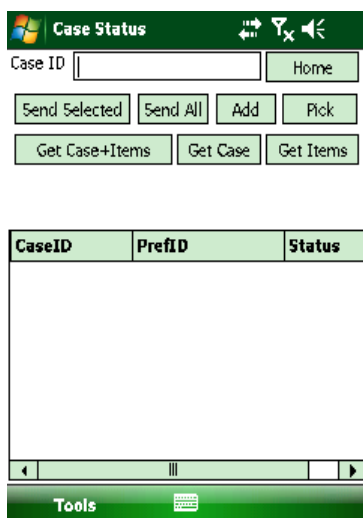 Case Status
Case ID
Home
Send Selected Send All Add Pick
Get Case+Items Get Case Get Items
CaseID PrefID Status
Tools